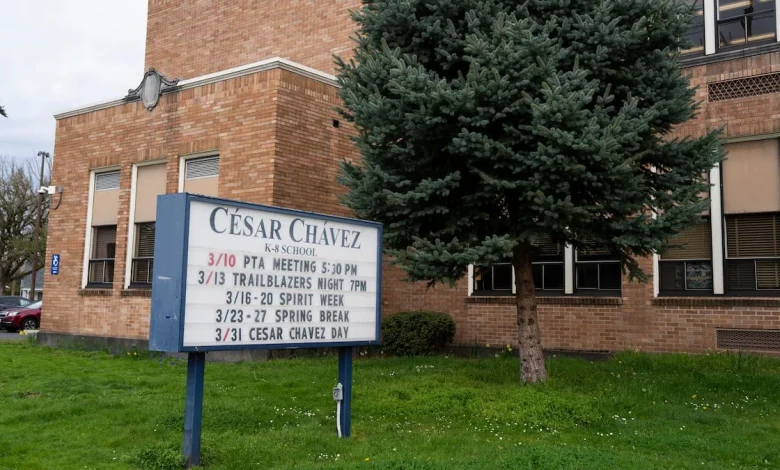 CÉSAR CHÁVEZ
K-8 SCHOOL
3/10 PTA MEETING 5:30 PM
3/13 TRAILBLAZERS NIGHT 7PM
3/16-20 SPIRIT WEEK
3/23-27 SPRING BREAK
3/31 CESAR CHAVEZ DAY